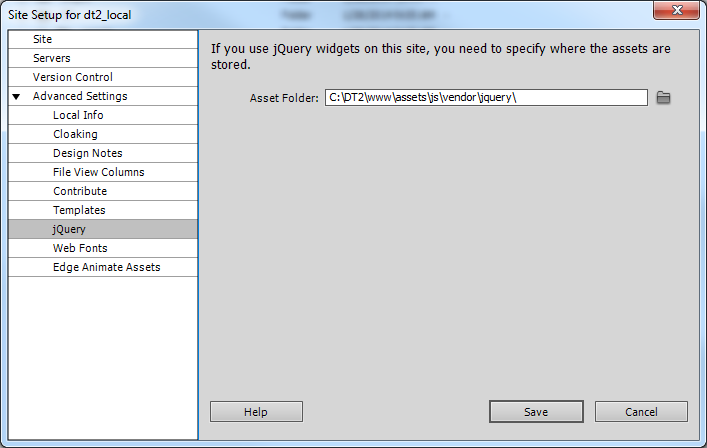 Site Setup for dt2_local
Site
Servers
Version Control
Advanced Settings
Local Info
Cloaking
Design Notes
File View Columns
Contribute
Templates
jQuery
Web Fonts
Edge Animate Assets
If you use jQuery widgets on this site, you need to specify where the assets are
stored.
Asset Folder: C:\DT2\www\assets\js\vendor\jquery\
Help
Save
Cancel